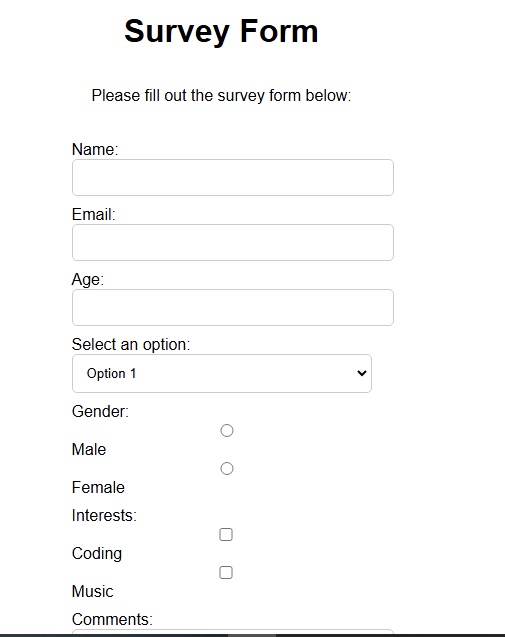 Survey Form
Please fill out the survey form below:
Name:
Email:
Age:
Select an option:
Option 1
Gender:
Male
Female
Interests:
Coding
Music
Comments: